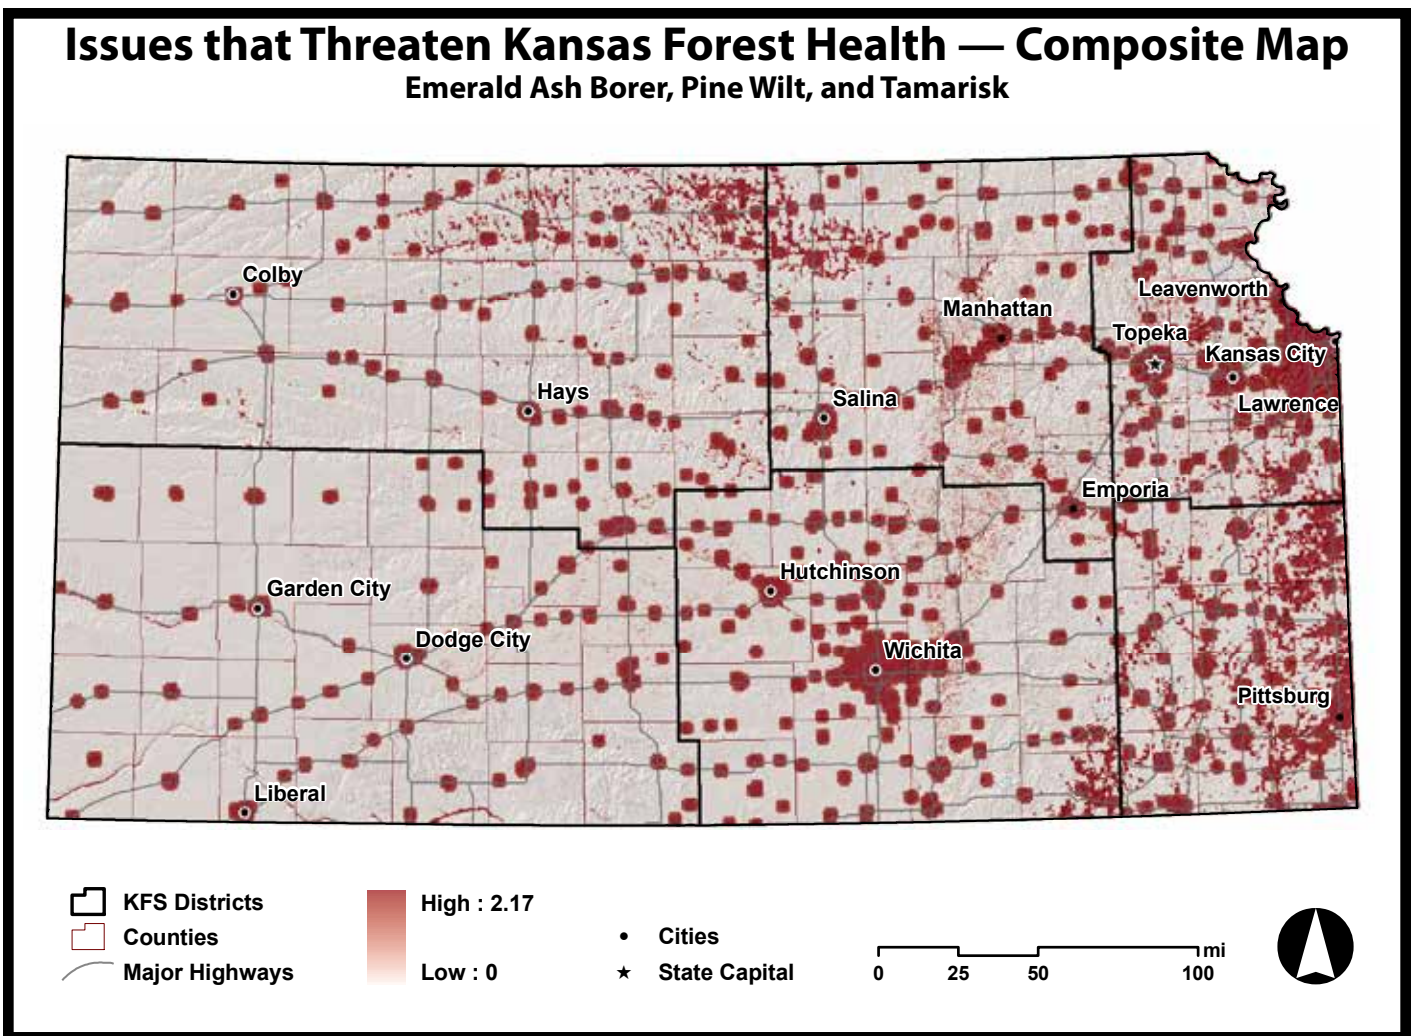 Issues that Threaten Kansas Forest Health — Composite Map
Emerald Ash Borer, Pine Wilt, and Tamarisk
Colby
Leavenworth
Manhattan
Topeka
Kansas City
Hays
Salina
Lawrence
Emporia
Hutchinson
Garden City
Dodge City
Wichita
Pittsburg
Liberal
KFS Districts
Counties
Major Highways
High : 2.17
Low : 0
Cities
State Capital
mi
0 25 50 100